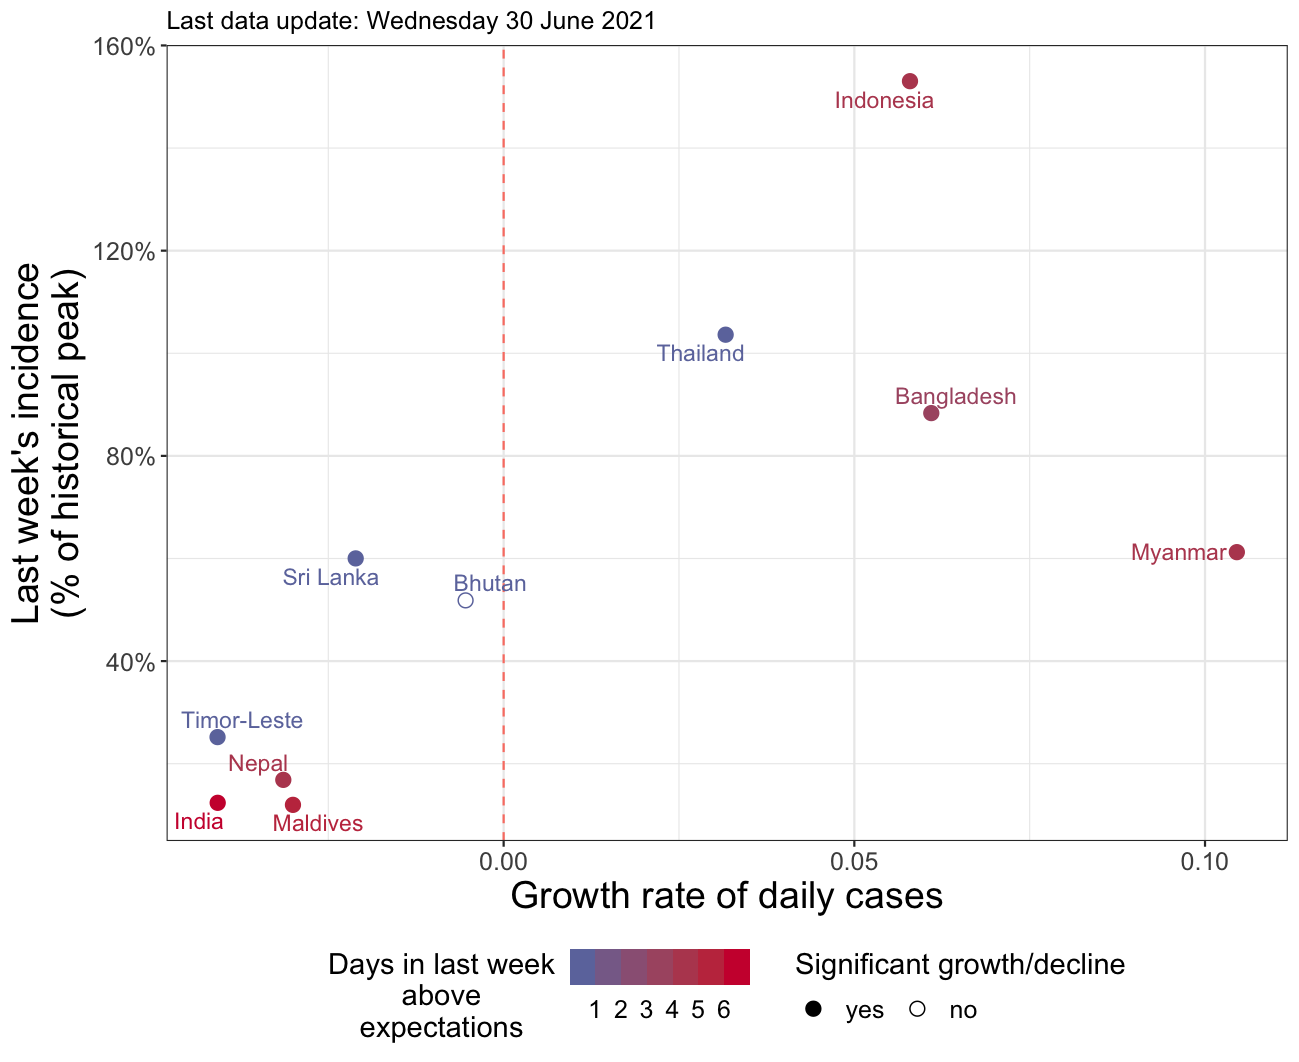 Last data update: Wednesday 30 June 2021
160%
Indonesia
120%
Thailand
Bangladesh
80%
Myanmar
Sri Lanka
Bhutan
40%
Timor-Leste
Nepal
India
Maldives
Last week's incidence
(% of historical peak)
0.00 0.05 0.10
Growth rate of daily cases
Days in last week
above
expectations
1 2 3 4 5 6
Significant growth/decline
yes no